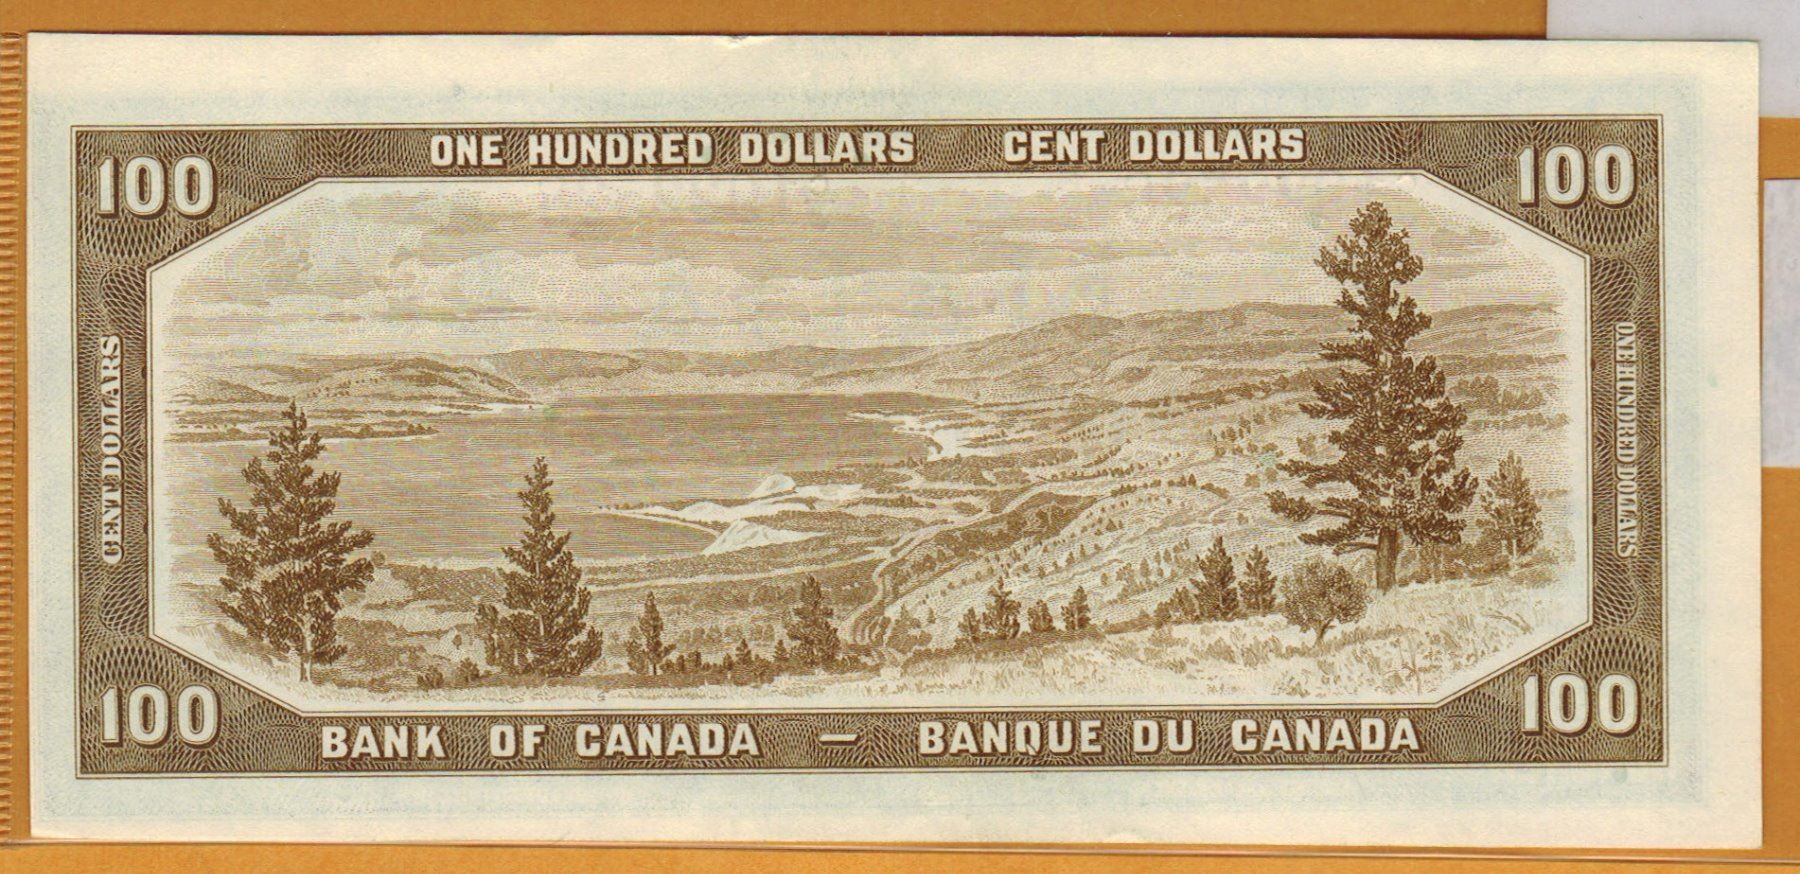 ONE HUNDRED DOLLARS CENT DOLLARS
100
100
CENT DOLLARS
ONE HUNDRED DOLLARS
100
100
BANK OF CANADA — BANQUE DU CANADA